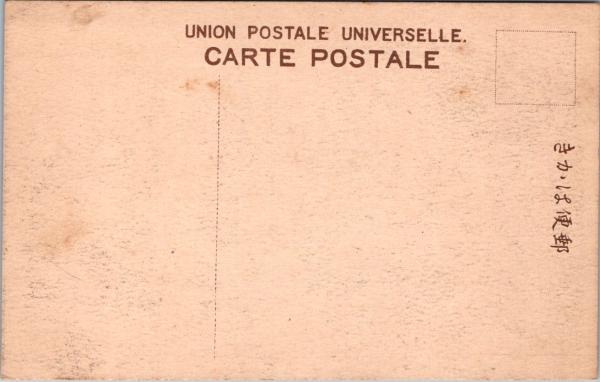 UNION POSTALE UNIVERSELLE.
CARTE POSTALE
きかは便郵